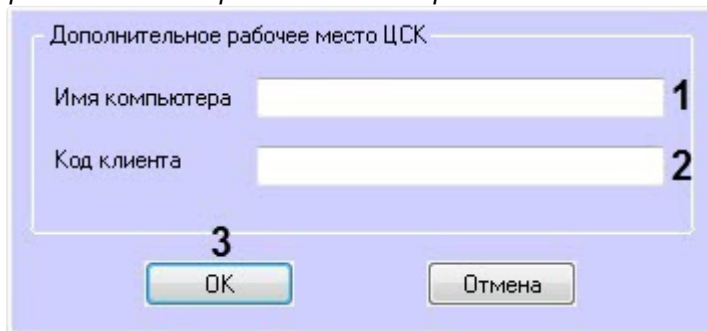 Дополнительное рабочее место ЦСК
Имя компьютера 1
Код клиента 2
3
OK Отмена